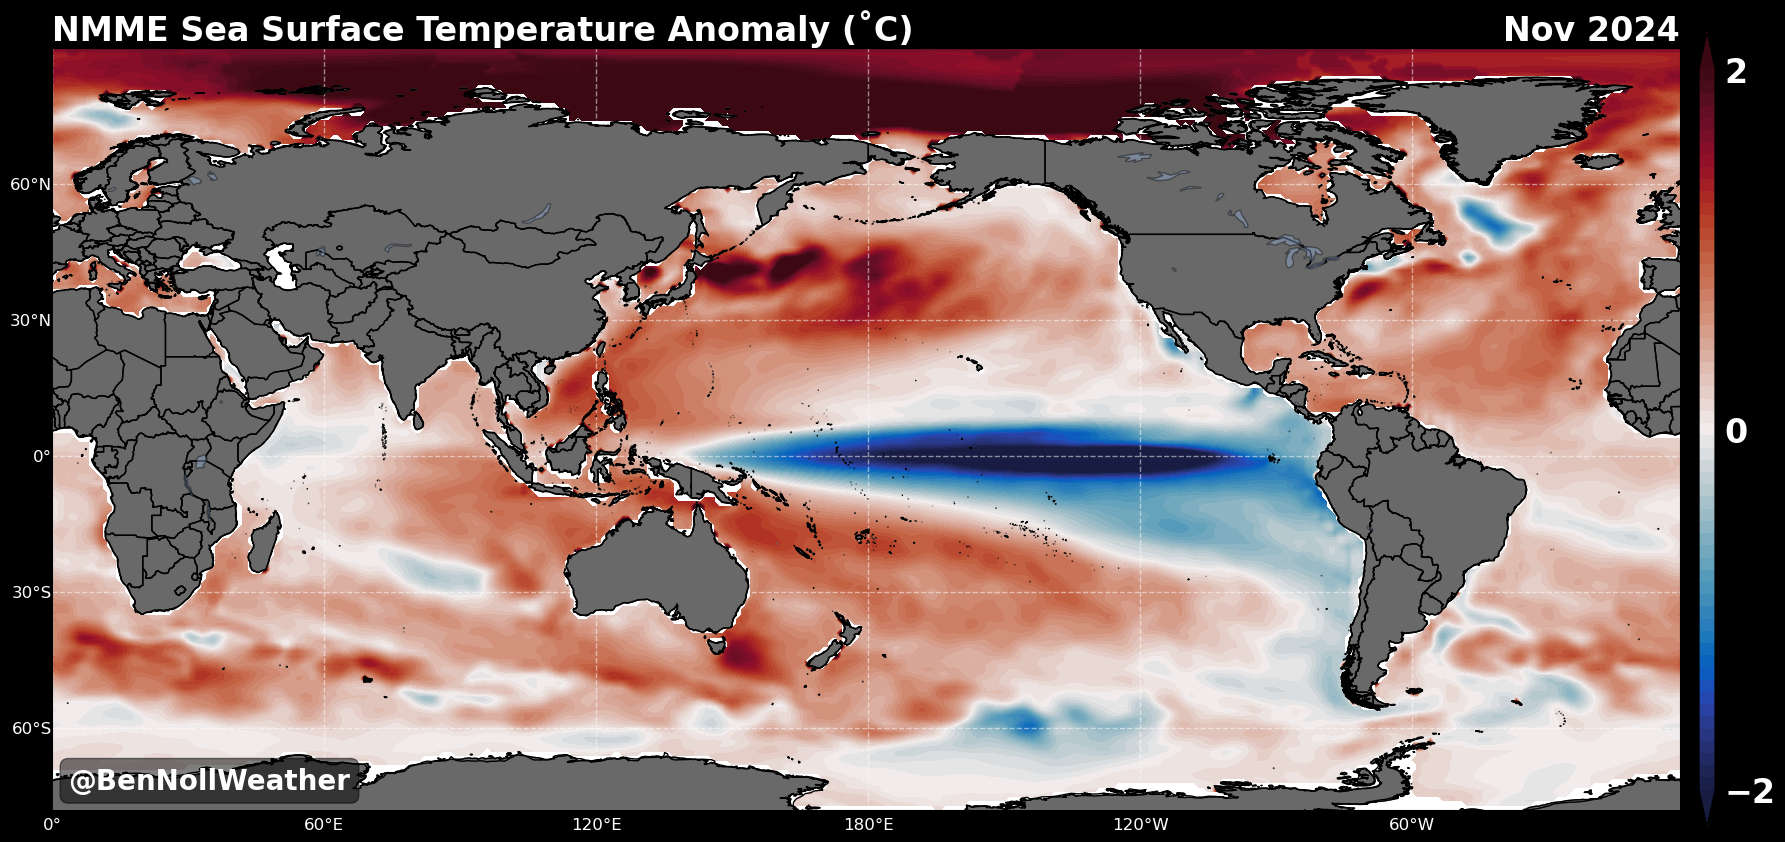 NMME Sea Surface Temperature Anomaly (˚C)
Nov 2024
2
60°N
30°N
0
0°
30°S
60°S
@BenNollWeather
−2
0°
60°E
120°E
180°E
120°W
60°W